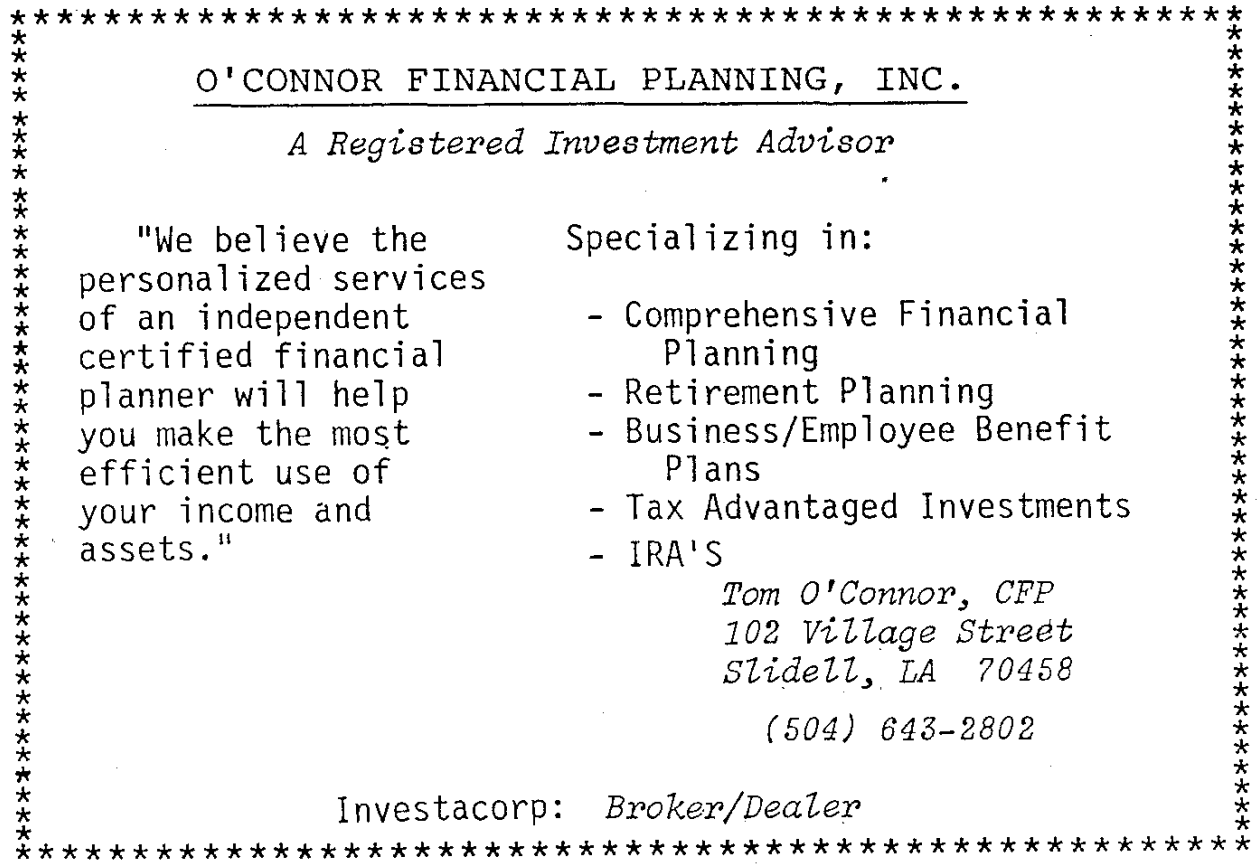 O'CONNOR FINANCIAL PLANNING, INC.
A Registered Investment Advisor
"We believe the
personalized services
of an independent
certified financial
planner will help
you make the most
efficient use of
your income and
assets."
Specializing in:
- Comprehensive Financial
Planning
- Retirement Planning
- Business/Employee Benefit
Plans
- Tax Advantaged Investments
- IRA'S
Tom O'Connor, CFP
102 Village Street
Slidell, LA 70458
(504) 643-2802
Investacorp: Broker/Dealer